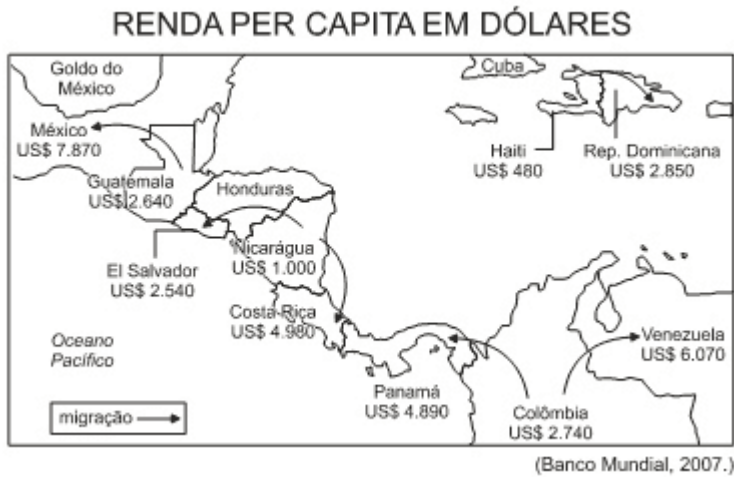 RENDA PER CAPITA EM DÓLARES
Goldo do
México
Cuba
México
US$ 7.870
Haiti
US$ 480
Rep. Dominicana
US$ 2.850
Guatemala
US$ 2.640
Honduras
El Salvador
US$ 2.540
Nicarágua
US$ 1.000
Costa Rica
US$ 4.980
Oceano
Pacífico
Venezuela
US$ 6.070
Panamá
US$ 4.890
Colômbia
US$ 2.740
migração
(Banco Mundial, 2007.)